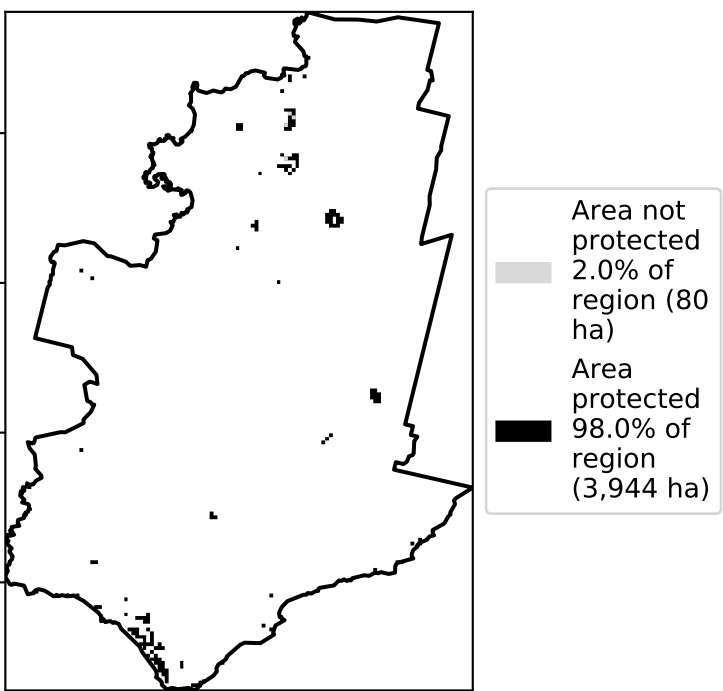 Area not
protected
2.0% of
region (80
ha)
Area
protected
98.0% of
region
(3,944 ha)